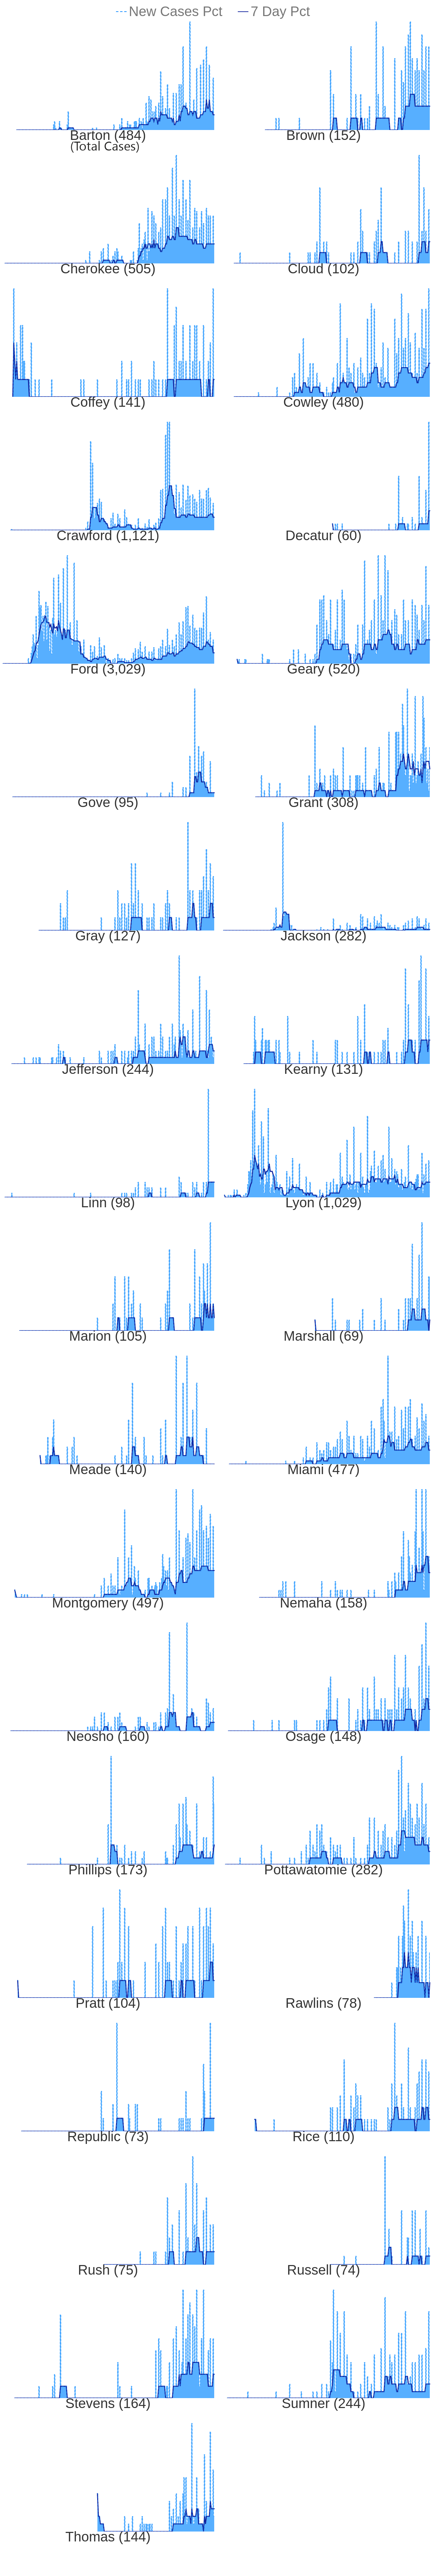 New Cases Pct 7 Day Pct
Barton (484) Brown (152)
(Total Cases)
Cherokee (505) Cloud (102)
Coffey (141) Cowley (480)
Crawford (1,121) Decatur (60)
Ford (3,029) Geary (520)
Gove (95) Grant (308)
Gray (127) Jackson (282)
Jefferson (244) Kearny (131)
Linn (98) Lyon (1,029)
Marion (105) Marshall (69)
Meade (140) Miami (477)
Montgomery (497) Nemaha (158)
Neosho (160) Osage (148)
Phillips (173) Pottawatomie (282)
Pratt (104) Rawlins (78)
Republic (73) Rice (110)
Rush (75) Russell (74)
Stevens (164) Sumner (244)
Thomas (144)